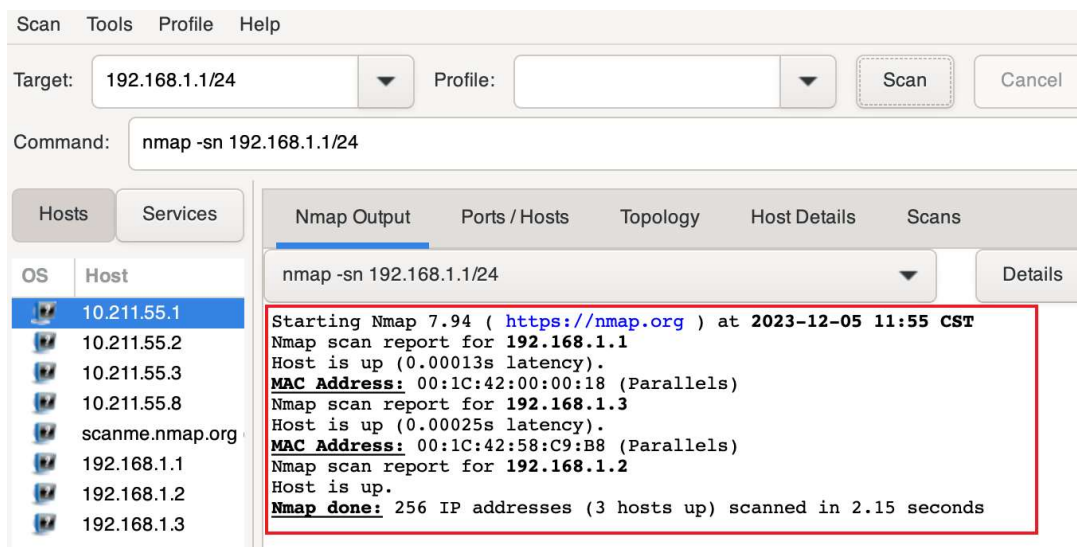 Scan Tools Profile Help
Target: 192.168.1.1/24 Profile: Scan Cancel
Command: nmap -sn 192.168.1.1/24
Hosts Services
Nmap Output Ports / Hosts Topology Host Details Scans
OS Host
nmap -sn 192.168.1.1/24 Details
10.211.55.1
10.211.55.2
10.211.55.3
10.211.55.8
scanme.nmap.org
192.168.1.1
192.168.1.2
192.168.1.3
Starting Nmap 7.94 ( https://nmap.org ) at 2023-12-05 11:55 CST
Nmap scan report for 192.168.1.1
Host is up (0.00013s latency).
MAC Address: 00:1C:42:00:00:18 (Parallels)
Nmap scan report for 192.168.1.3
Host is up (0.00025s latency).
MAC Address: 00:1C:42:58:C9:B8 (Parallels)
Nmap scan report for 192.168.1.2
Host is up.
Nmap done: 256 IP addresses (3 hosts up) scanned in 2.15 seconds